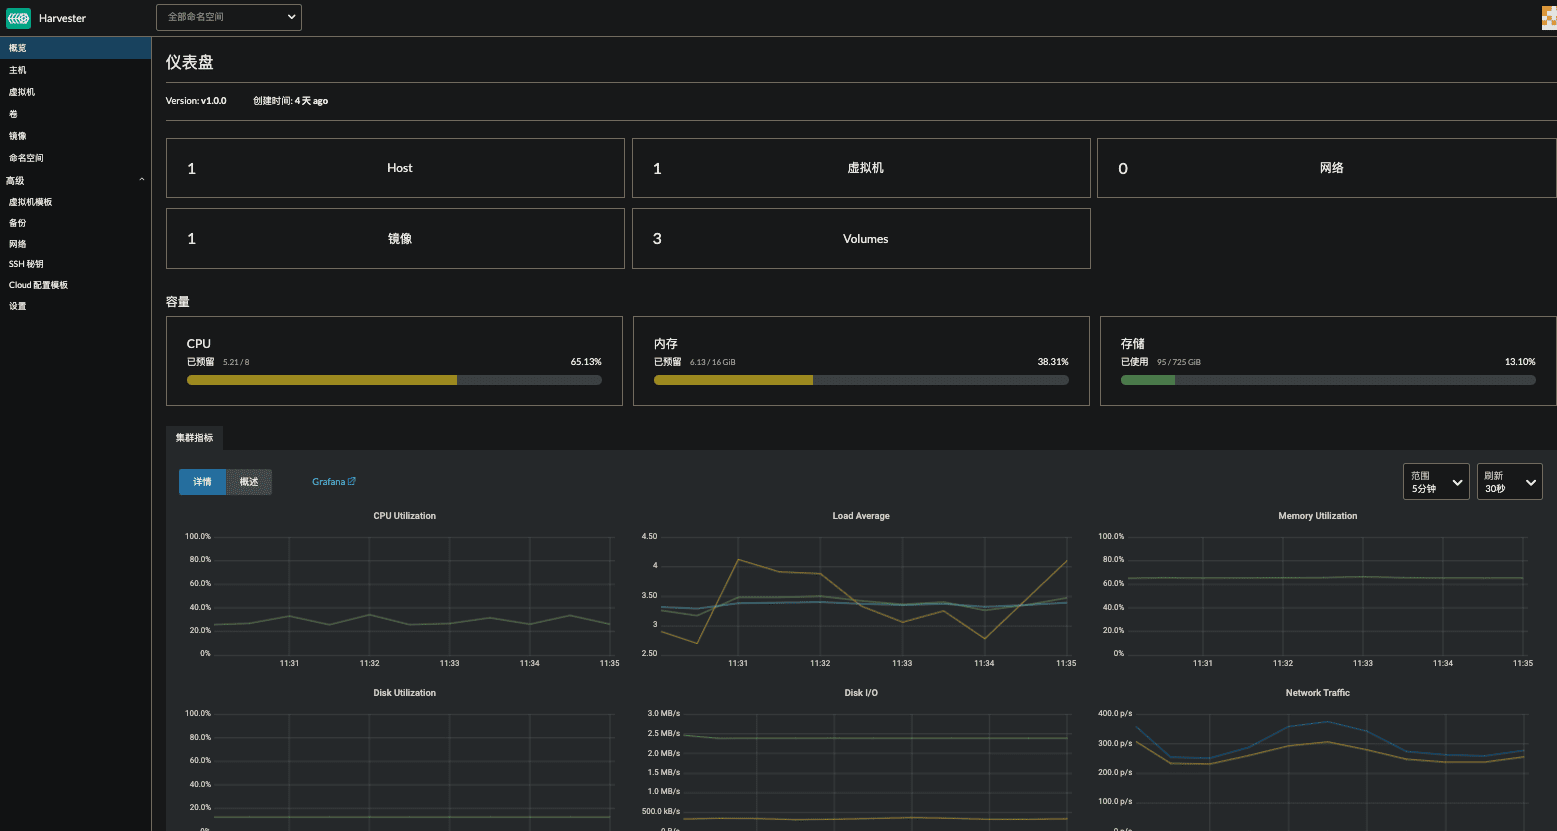 Harvester
全部命名空间
概览
主机
虚拟机
卷
镜像
命名空间
高级
虚拟机模板
备份
网络
SSH 秘钥
Cloud 配置模板
设置
仪表盘
Version: v1.0.0 创建时间: 4 天 ago
1 Host
1 虚拟机
0 网络
1 镜像
3 Volumes
容量
CPU
已预留 5.21 / 8 65.13%
内存
已预留 6.13 / 16 GiB 38.31%
存储
已使用 95 / 725 GiB 13.10%
集群指标
详情 概述 Grafana
范围
5分钟
刷新
30秒
CPU Utilization
100.0%
80.0%
60.0%
40.0%
20.0%
0%
11:31 11:32 11:33 11:34 11:35
Load Average
4.50
4
3.50
3
2.50
11:31 11:32 11:33 11:34 11:35
Memory Utilization
100.0%
80.0%
60.0%
40.0%
20.0%
0%
11:31 11:32 11:33 11:34 11:35
Disk Utilization
100.0%
80.0%
60.0%
40.0%
20.0%
0%
Disk I/O
3.0 MB/s
2.5 MB/s
2.0 MB/s
1.5 MB/s
1.0 MB/s
500.0 kB/s
0 B/s
Network Traffic
400.0 p/s
300.0 p/s
200.0 p/s
100.0 p/s
0 p/s